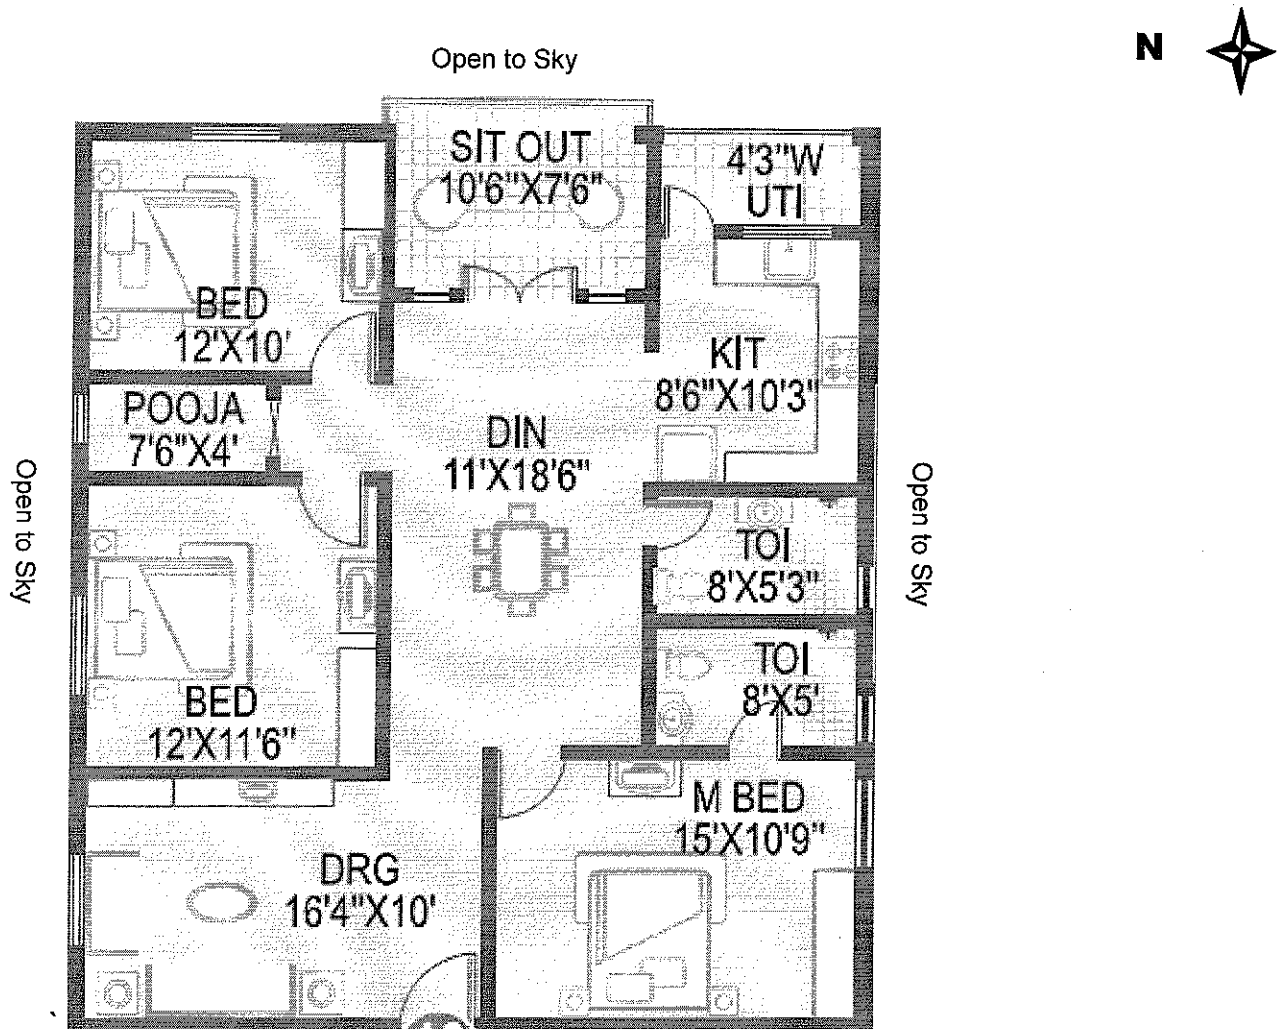 N
Open to Sky
SIT OUT
10'6"X7'6"
4'3"W
UTI
BED
12'X10'
KIT
8'6"X10'3"
POOJA
7'6"X4'
DIN
11'X18'6"
Open to Sky
Open to Sky
TOI
8'X5'3"
TOI
8'X5'
BED
12'X11'6"
M BED
15'X10'9"
DRG
16'4"X10'